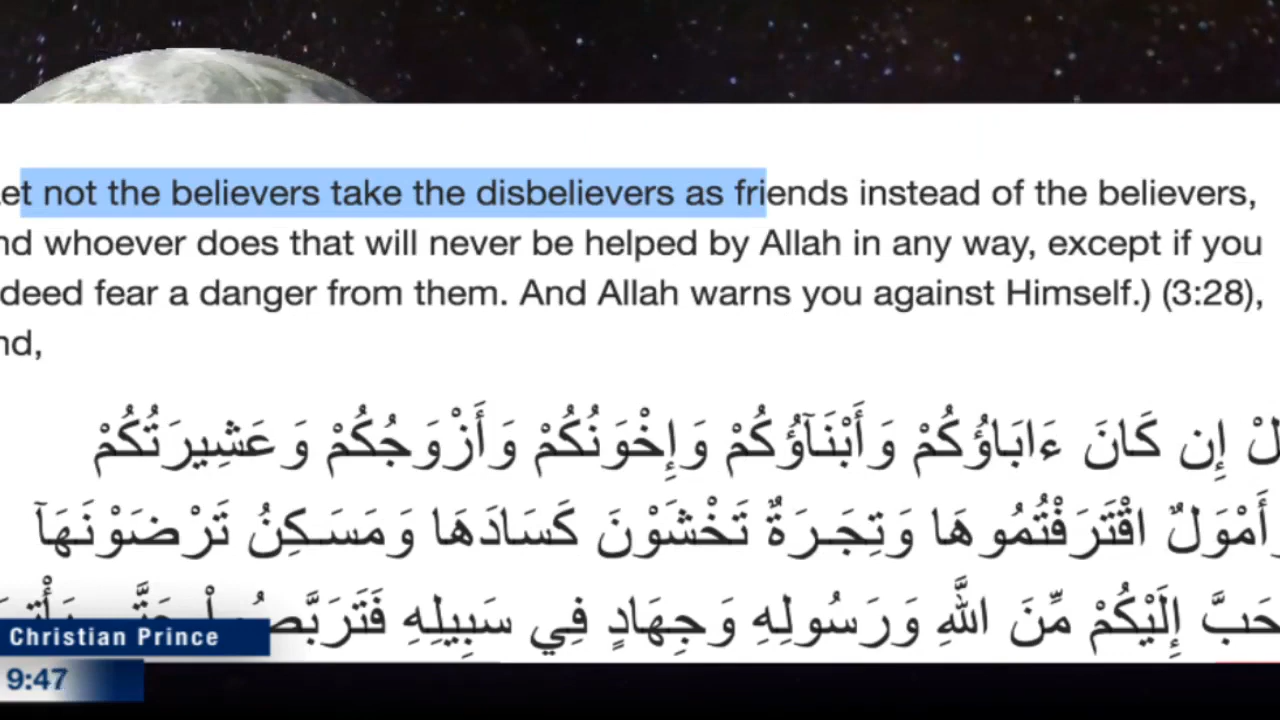 et not the believers take the disbelievers as friends instead of the believers,
nd whoever does that will never be helped by Allah in any way, except if you
deed fear a danger from them. And Allah warns you against Himself.) (3:28),
nd,
لْ إِن كَانَ ءَابَاؤُكُمْ وَأَبْنَآؤُكُمْ وَإِخْوَنُكُمْ وَأَزْوَجُكُمْ وَعَشِيرَتُكُمْ
أَمْوَلٌ اقْتَرَفْتُمُوهَا وَتِجَـرَةٌ تَخْشَوْنَ كَسَادَهَا وَمَسَـكِنُ تَرْضَوْنَهَآ
حَبَّ إِلَيْكُمْ مِّنَ اللَّهِ وَرَسُولِهِ وَجِهَادٍ فِي سَبِيلِهِ
Christian Prince
9:47